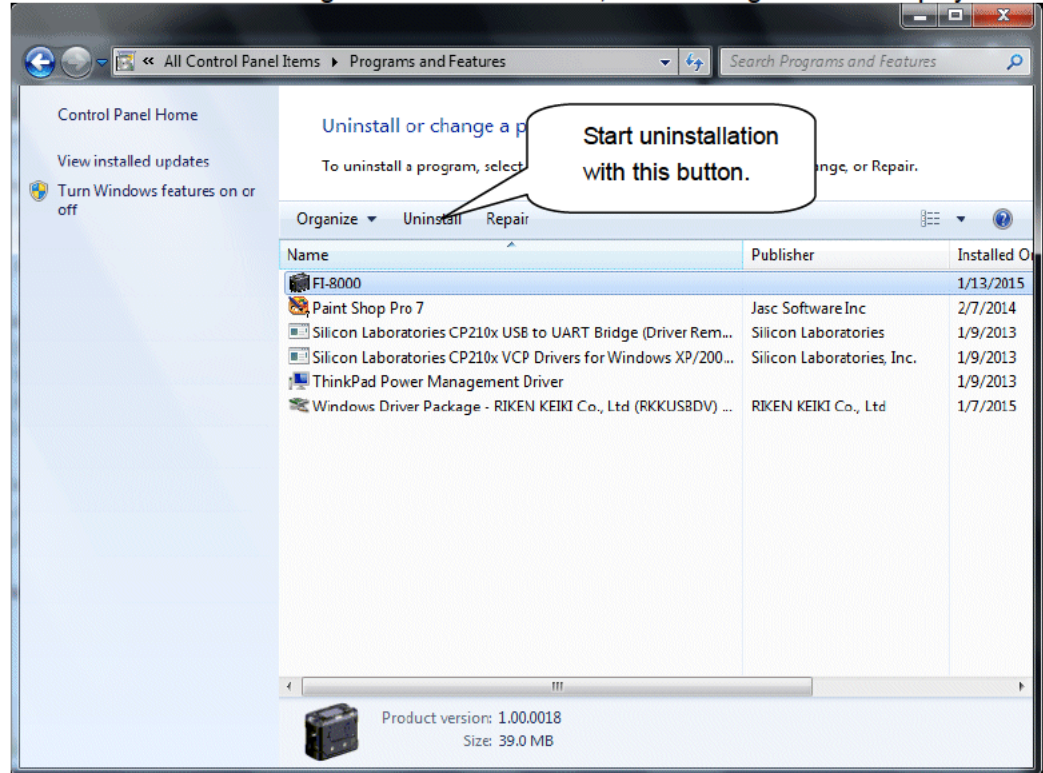 All Control Panel Items Programs and Features Search Programs and Features
Control Panel Home
View installed updates
Turn Windows features on or
off
Uninstall or change a p
To uninstall a program, select
nge, or Repair.
Start uninstallation
with this button.
Organize Uninstall Repair
Name Publisher Installed O
FI-8000 1/13/2015
Paint Shop Pro 7 Jasc Software Inc 2/7/2014
Silicon Laboratories CP210x USB to UART Bridge (Driver Rem... Silicon Laboratories 1/9/2013
Silicon Laboratories CP210x VCP Drivers for Windows XP/200... Silicon Laboratories, Inc. 1/9/2013
ThinkPad Power Management Driver 1/9/2013
Windows Driver Package - RIKEN KEIKI Co., Ltd (RKKUSBDV) ... RIKEN KEIKI Co., Ltd 1/7/2015
Product version: 1.00.0018
Size: 39.0 MB